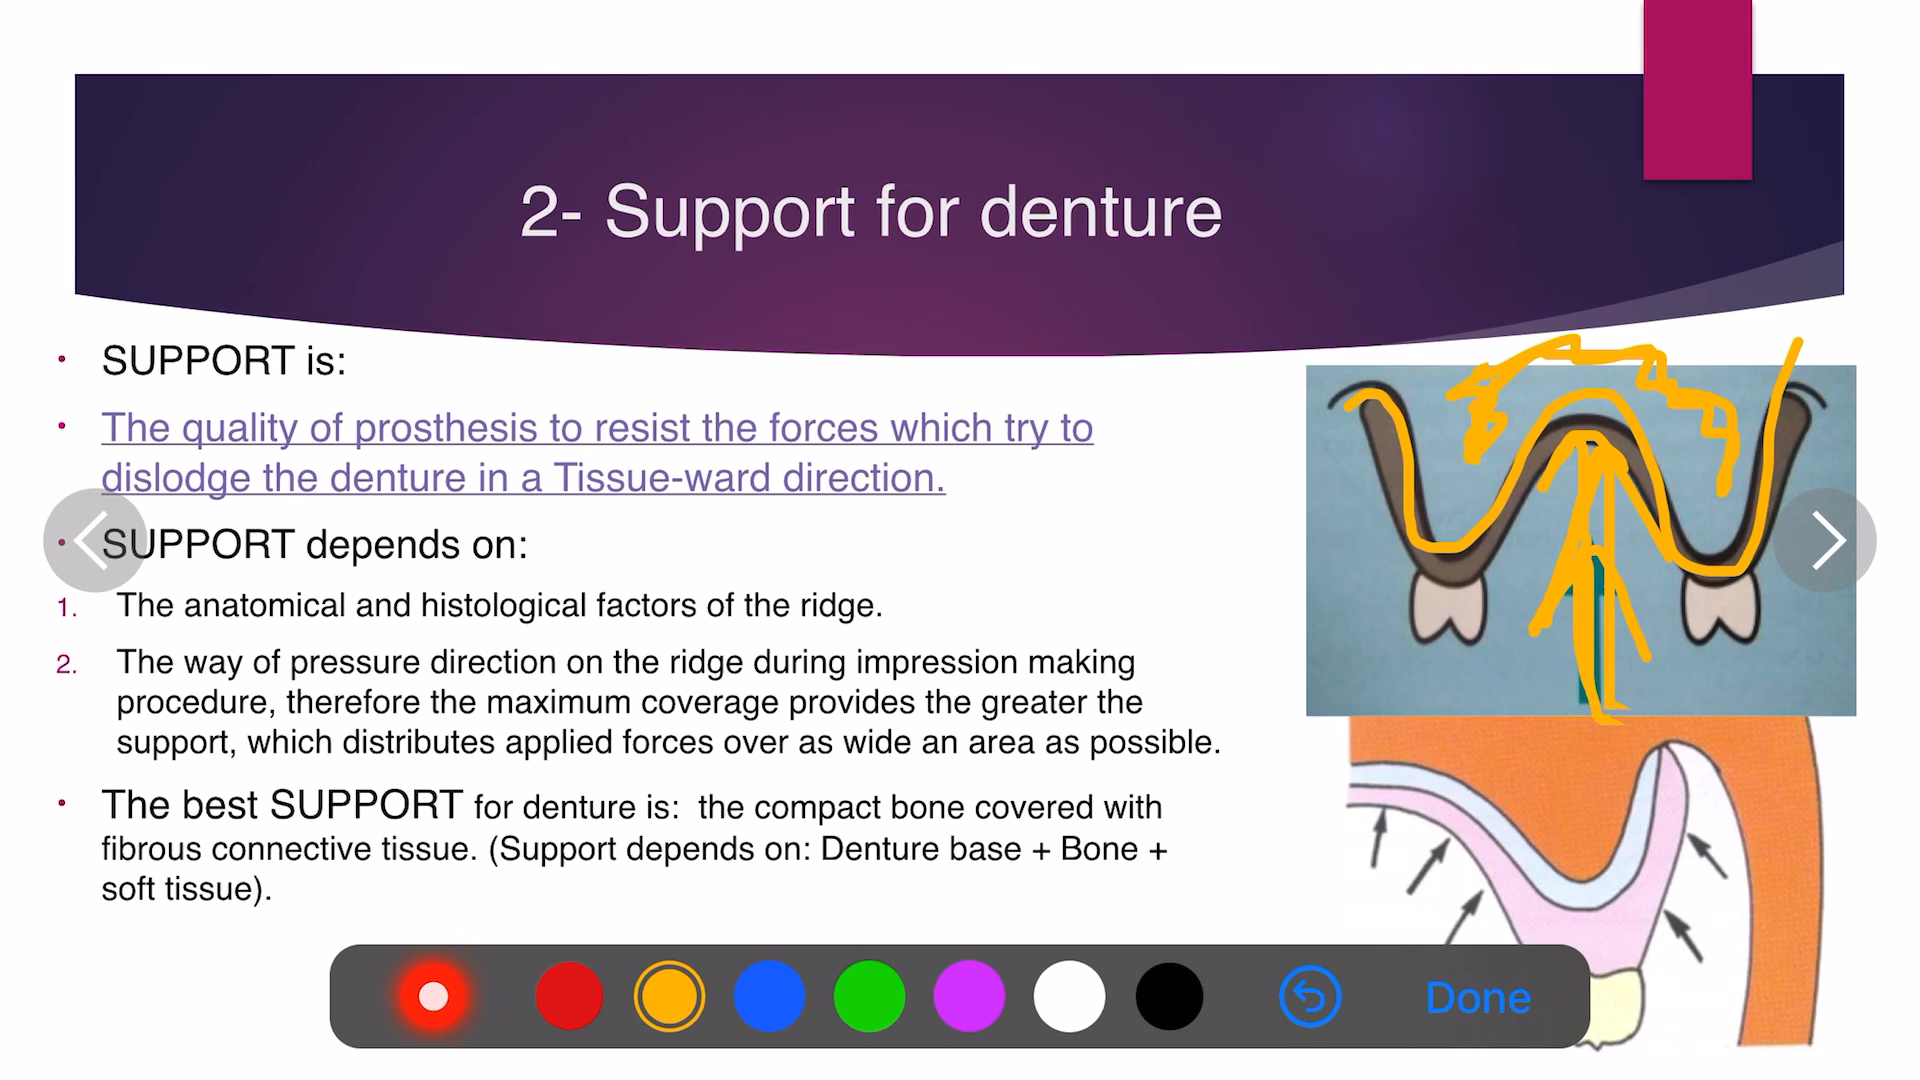 2- Support for denture
• SUPPORT is:
• The quality of prosthesis to resist the forces which try to
dislodge the denture in a Tissue-ward direction.
• SUPPORT depends on:
1. The anatomical and histological factors of the ridge.
2. The way of pressure direction on the ridge during impression making
procedure, therefore the maximum coverage provides the greater the
support, which distributes applied forces over as wide an area as possible.
• The best SUPPORT for denture is: the compact bone covered with
fibrous connective tissue. (Support depends on: Denture base + Bone +
soft tissue).
Done